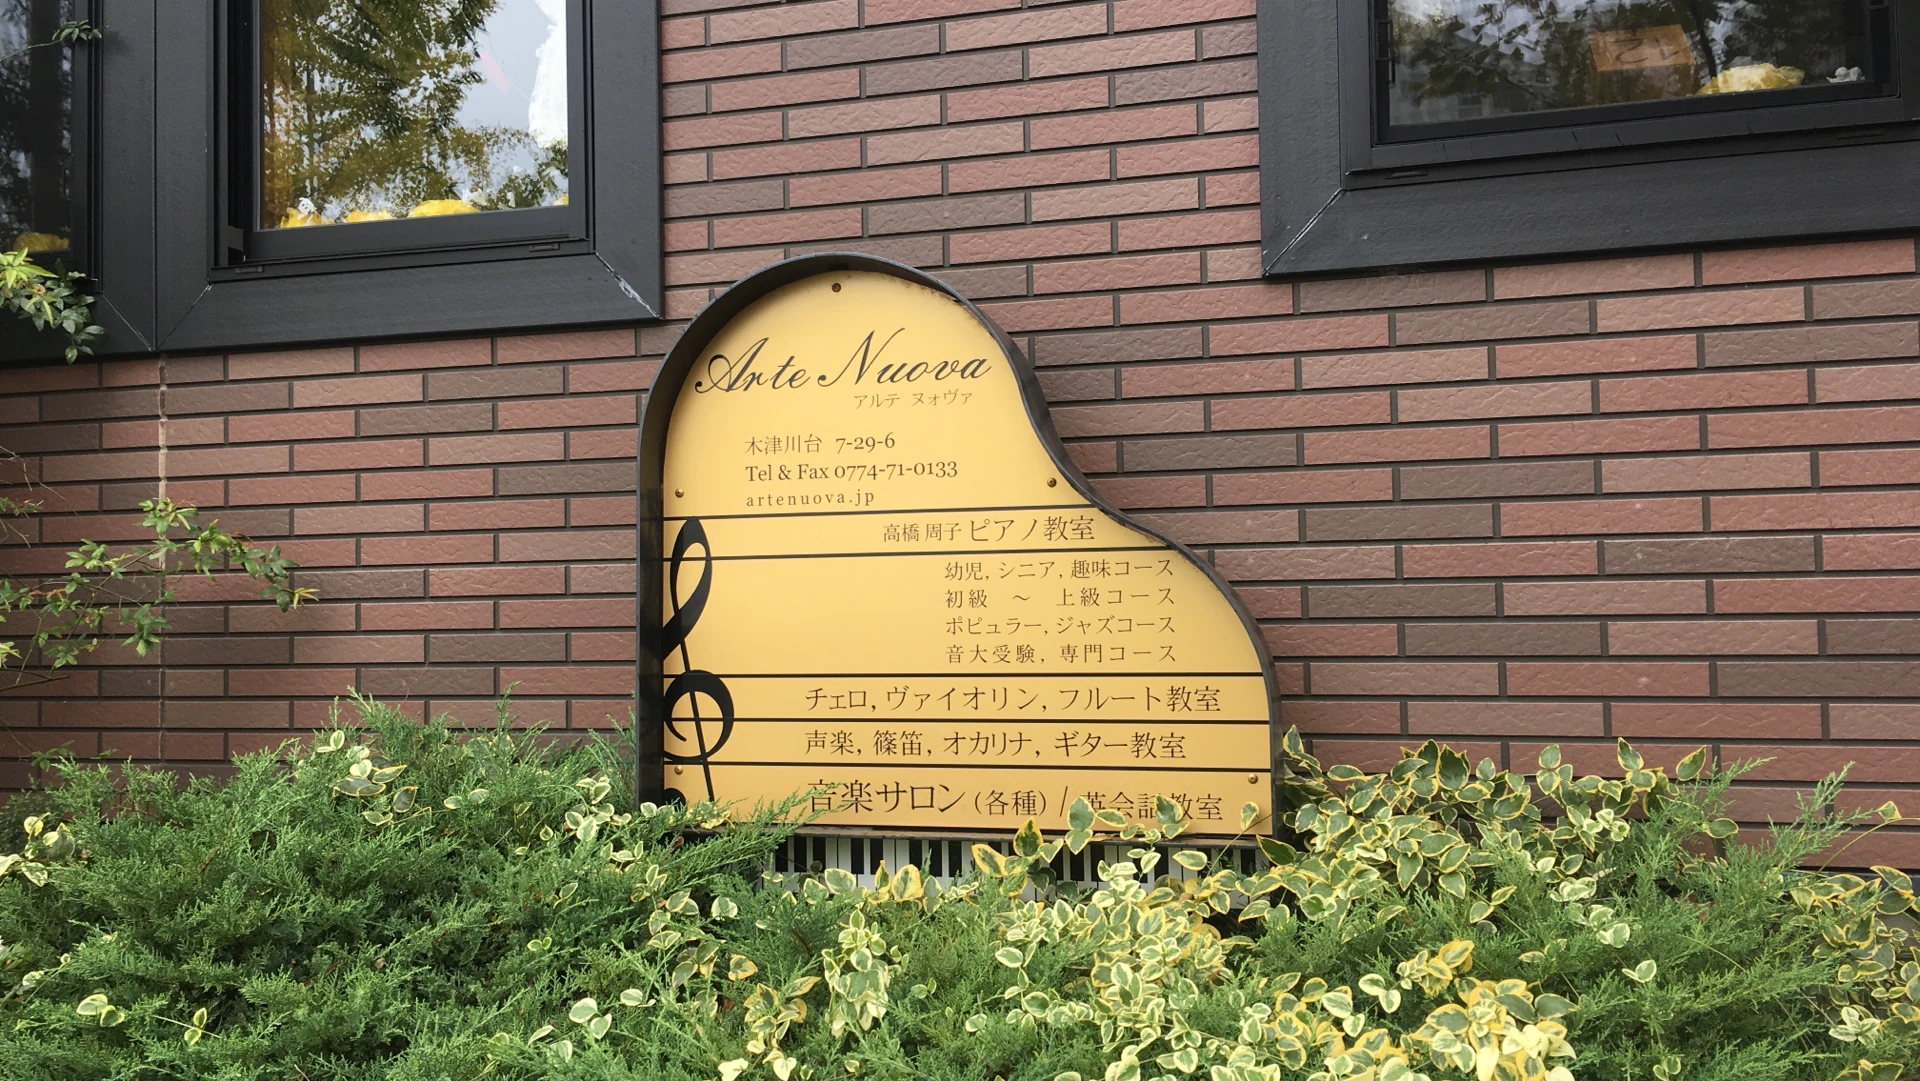 Arte Nuova
アルテ ヌォヴァ
木津川台 7-29-6
Tel & Fax 0774-71-0133
artenuova.jp
高橋 周子 ピアノ教室
幼児, シニア, 趣味コース
初級 ～ 上級コース
ポピュラー, ジャズコース
音大受験, 専門コース
チェロ, ヴァイオリン, フルート教室
声楽, 篠笛, オカリナ, ギター教室
音楽サロン (各種) / 英会話教室